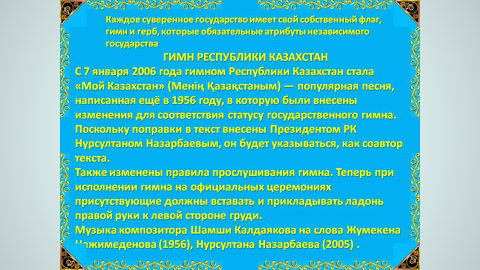 Каждое суверенное государство имеет свой собственный флаг,
гимн и герб, которые обязательные атрибуты независимого
государства
ГИМН РЕСПУБЛИКИ КАЗАХСТАН
С 7 января 2006 года гимном Республики Казахстан стала
«Мой Казахстан» (Менің Қазақстаным) — популярная песня,
написанная ещё в 1956 году, в которую были внесены
изменения для соответствия статусу государственного гимна.
Поскольку поправки в текст внесены Президентом РК
Нурсултаном Назарбаевым, он будет указываться, как соавтор
текста.
Также изменены правила прослушивания гимна. Теперь при
исполнении гимна на официальных церемониях
присутствующие должны вставать и прикладывать ладонь
правой руки к левой стороне груди.
Музыка композитора Шамши Калдаякова на слова Жумекена
Нажимеденова (1956), Нурсултана Назарбаева (2005) .